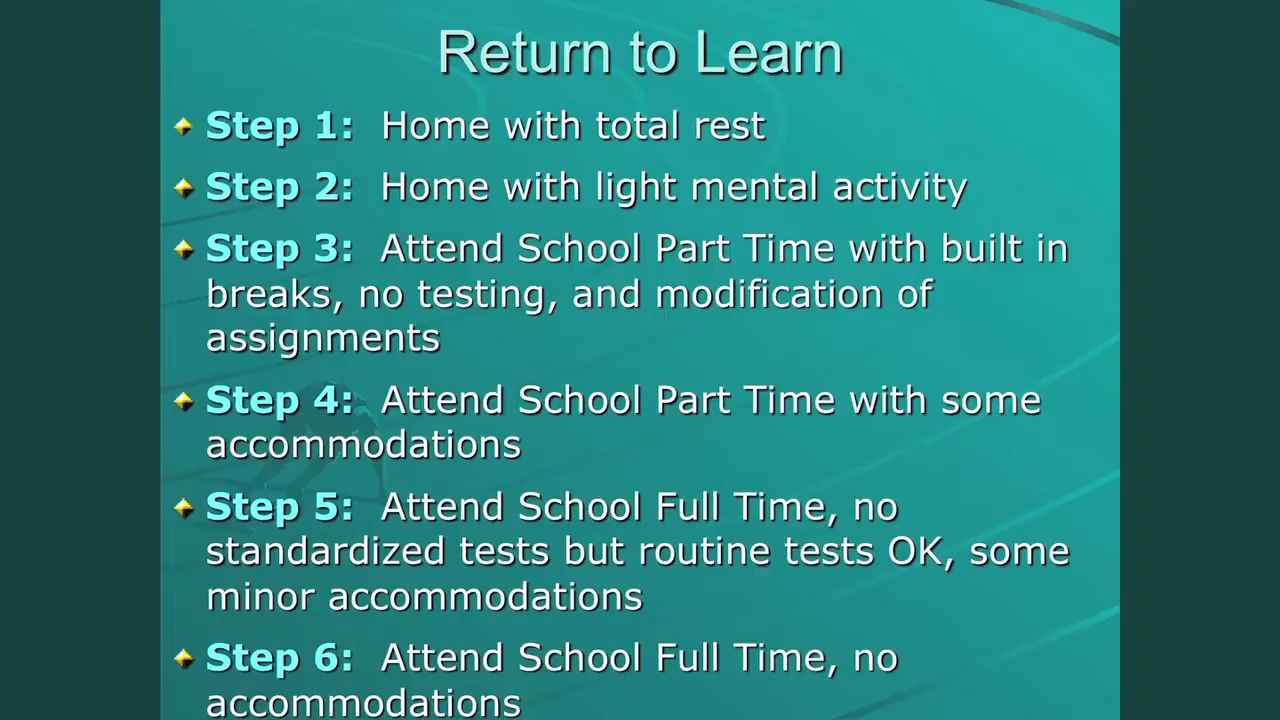 Return to Learn
Step 1: Home with total rest
Step 2: Home with light mental activity
Step 3: Attend School Part Time with built in
breaks, no testing, and modification of
assignments
Step 4: Attend School Part Time with some
accommodations
Step 5: Attend School Full Time, no
standardized tests but routine tests OK, some
minor accommodations
Step 6: Attend School Full Time, no
accommodations